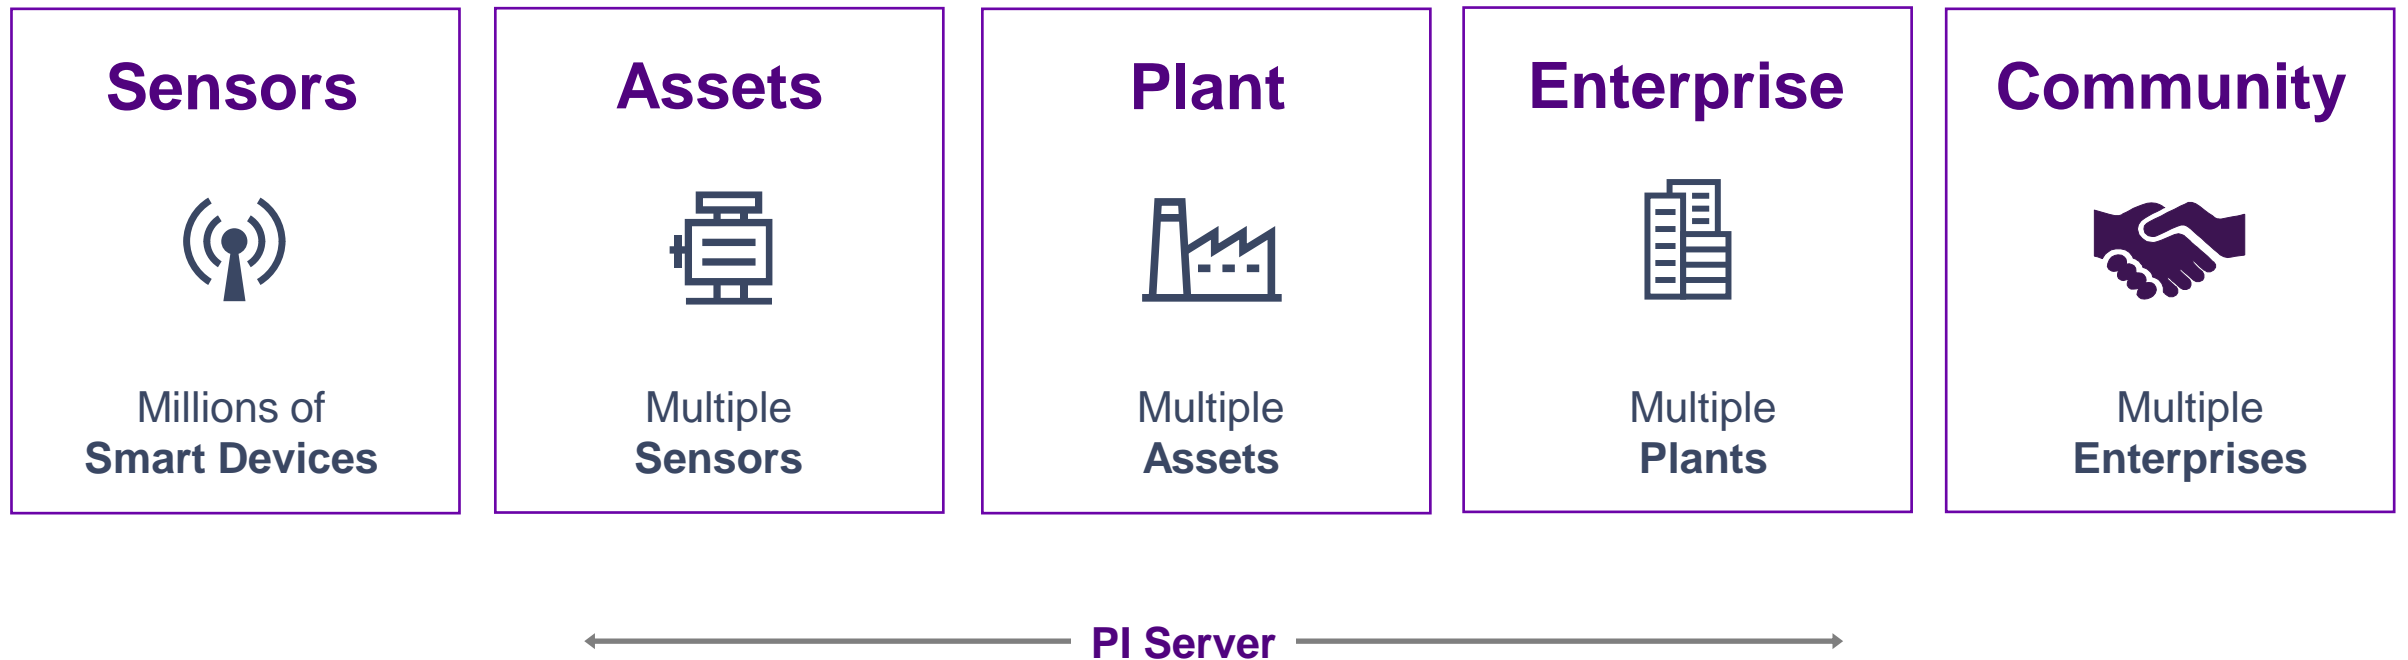 Sensors
Millions of
Smart Devices
Assets
Multiple
Sensors
Plant
Multiple
Assets
Enterprise
Multiple
Plants
Community
Multiple
Enterprises
PI Server